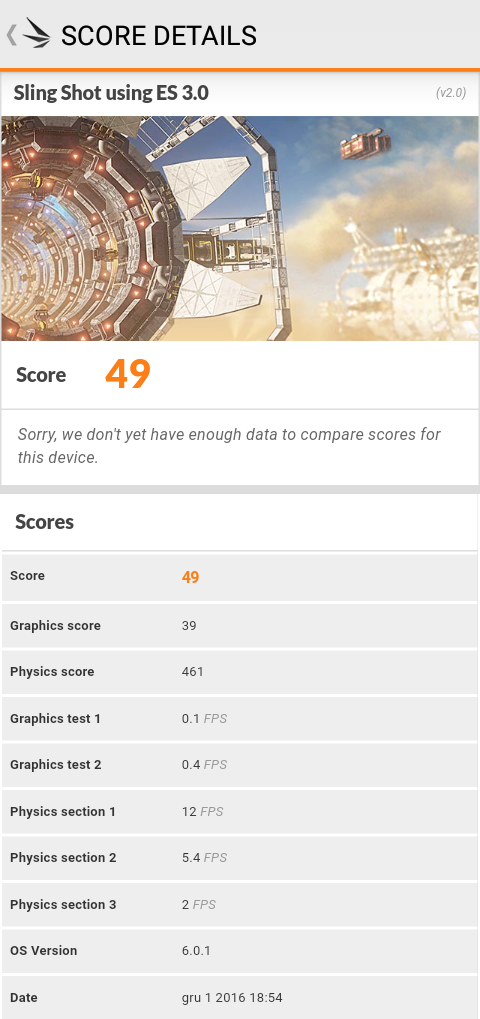 SCORE DETAILS
Sling Shot using ES 3.0 (v2.0)
Score 49
Sorry, we don't yet have enough data to compare scores for
this device.
Scores
Score 49
Graphics score 39
Physics score 461
Graphics test 1 0.1 FPS
Graphics test 2 0.4 FPS
Physics section 1 12 FPS
Physics section 2 5.4 FPS
Physics section 3 2 FPS
OS Version 6.0.1
Date gru 1 2016 18:54